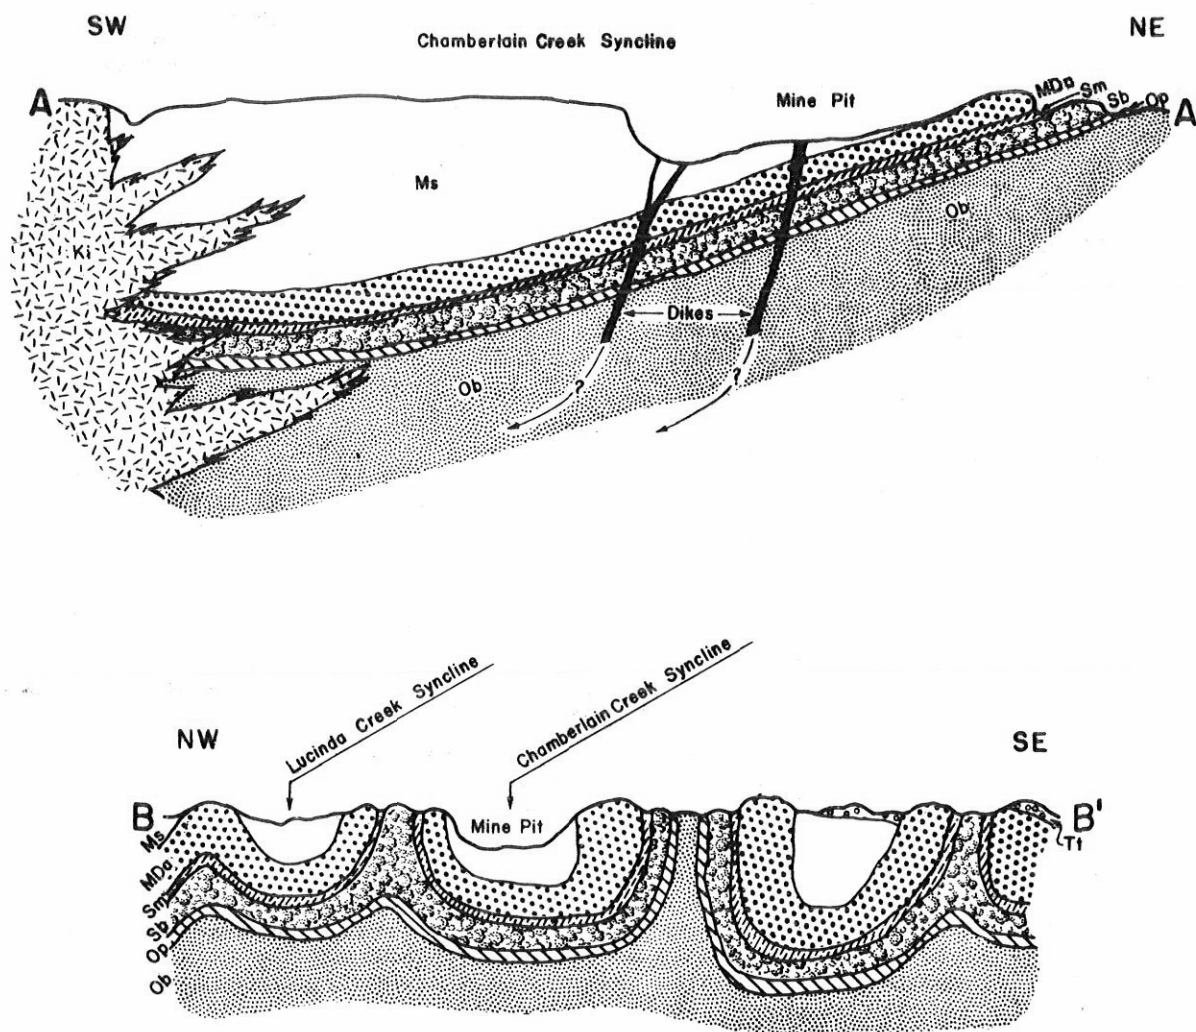 SW
NE
Chamberlain Creek Syncline
A
Mine Pit
MDa
Sm
Sb
Op
A
Ms
Ki
Ob
Dikes
Ob
?
?
Lucinda Creek Syncline
Chamberlain Creek Syncline
NW
SE
B
Mine Pit
B'
Ms
MDa
Sm
Sb
Op
Ob
Tt